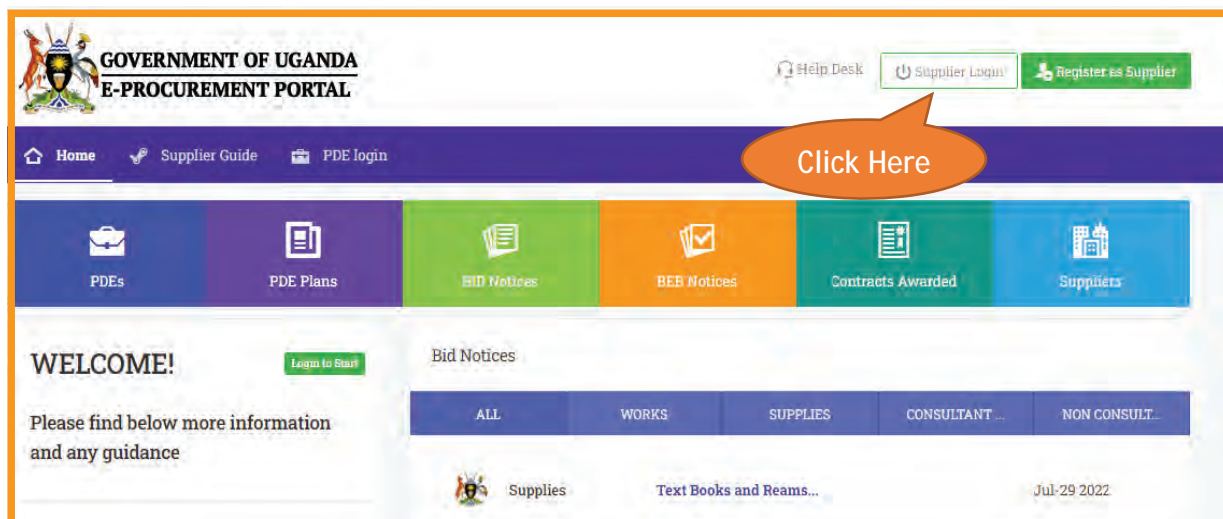 GOVERNMENT OF UGANDA
E-PROCUREMENT PORTAL
Help Desk
Supplier Login
Register as Supplier
Click Here
Home
Supplier Guide
PDE login
PDEs
PDE Plans
BID Notices
BEB Notices
Contracts Awarded
Suppliers
WELCOME!
Login to Start
Please find below more information
and any guidance
Bid Notices
ALL
WORKS
SUPPLIES
CONSULTANT ...
NON CONSULT...
Supplies
Text Books and Reams...
Jul-29 2022